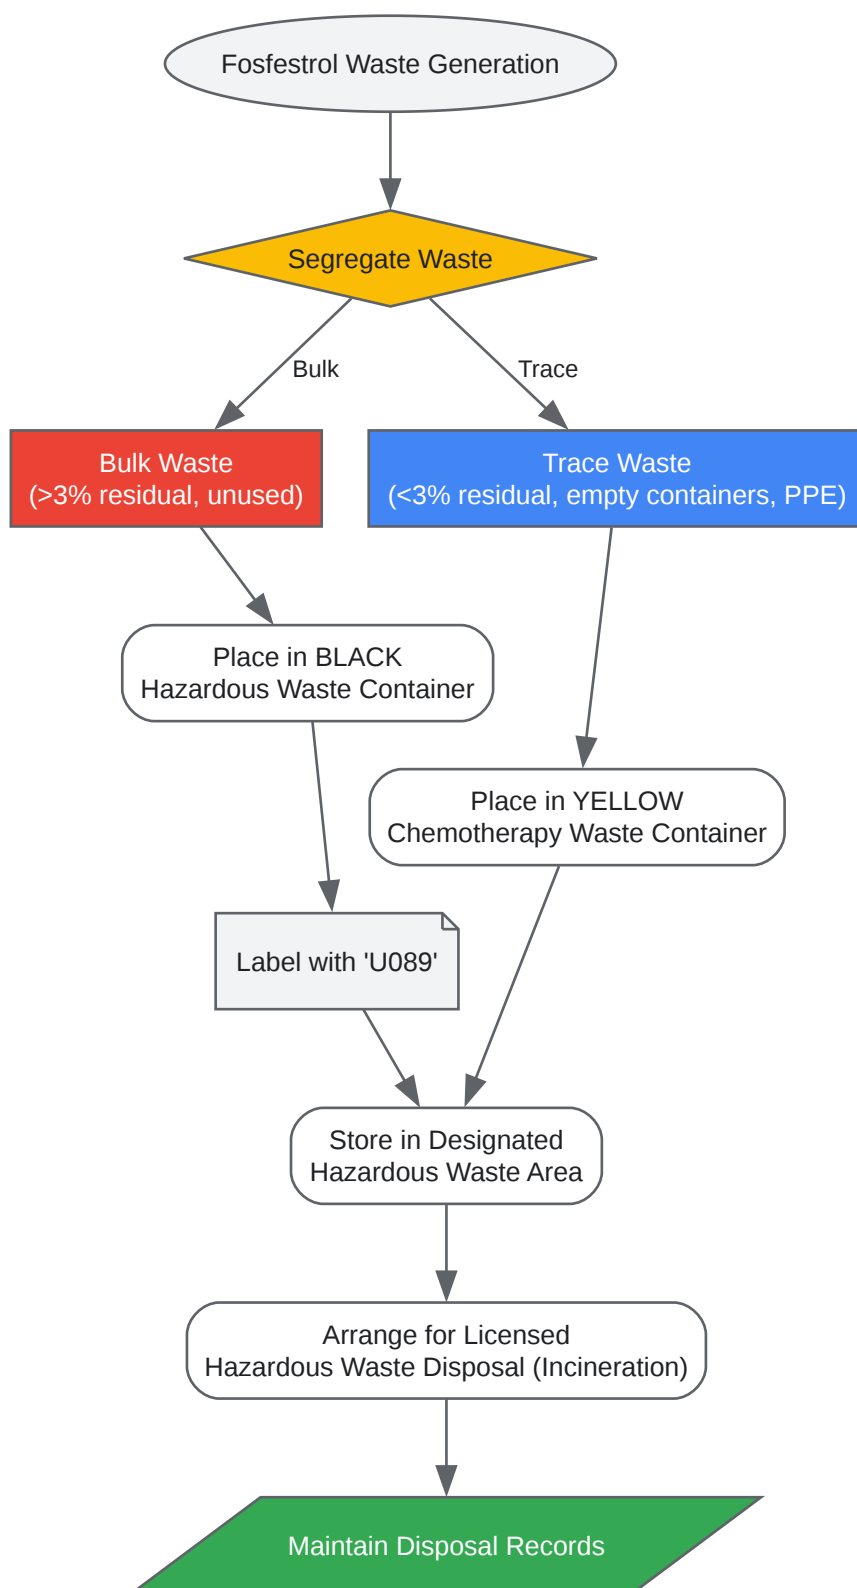 Fosfestrol Waste Generation
Segregate Waste
Bulk
Trace
Bulk Waste
(>3% residual, unused)
Trace Waste
(<3% residual, empty containers, PPE)
Place in BLACK
Hazardous Waste Container
Place in YELLOW
Chemotherapy Waste Container
Label with 'U089'
Store in Designated
Hazardous Waste Area
Arrange for Licensed
Hazardous Waste Disposal (Incineration)
Maintain Disposal Records